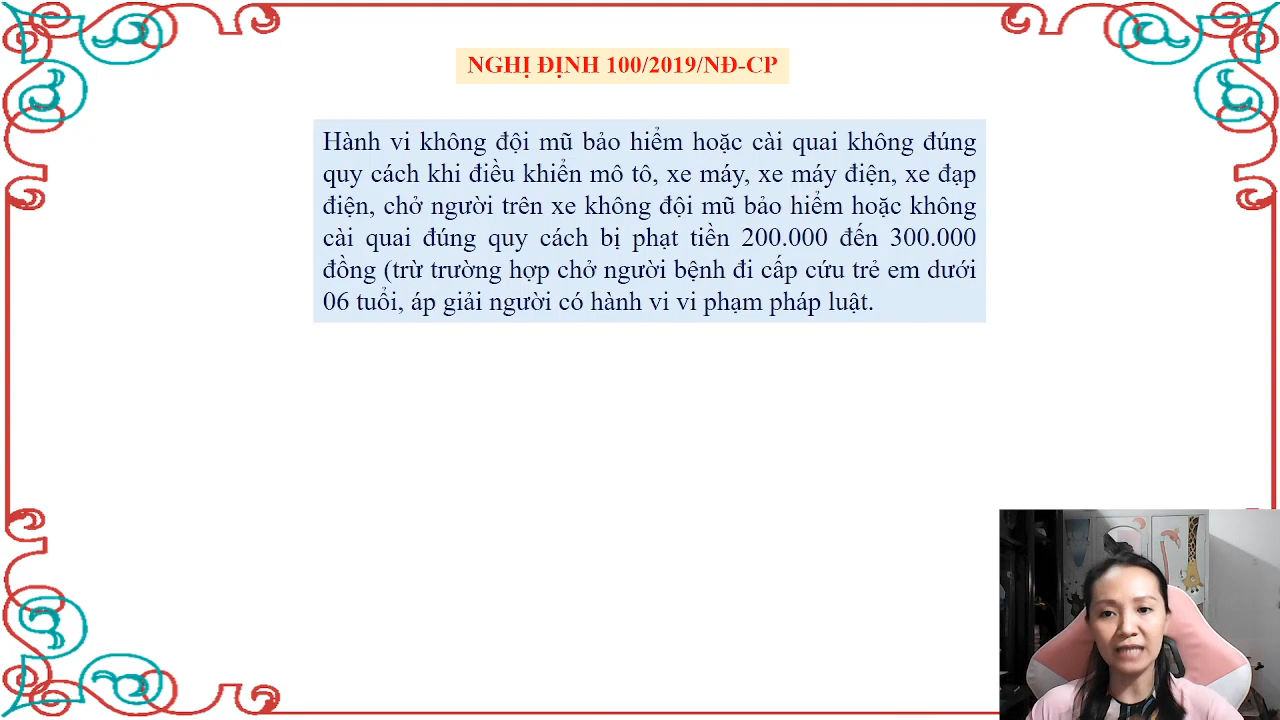 NGHỊ ĐỊNH 100/2019/NĐ-CP
Hành vi không đội mũ bảo hiểm hoặc cài quai không đúng
quy cách khi điều khiển mô tô, xe máy, xe máy điện, xe đạp
điện, chở người trên xe không đội mũ bảo hiểm hoặc không
cài quai đúng quy cách bị phạt tiền 200.000 đến 300.000
đồng (trừ trường hợp chở người bệnh đi cấp cứu trẻ em dưới
06 tuổi, áp giải người có hành vi vi phạm pháp luật.